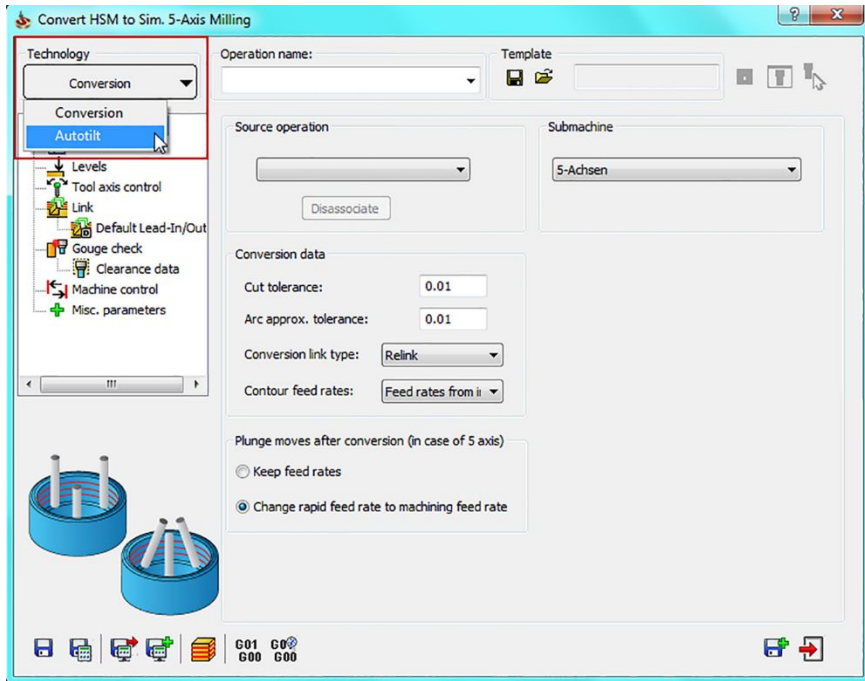 Convert HSM to Sim. 5-Axis Milling
Technology
Conversion
Conversion
Autotilt
Operation name:
Template
Levels
Tool axis control
Link
Default Lead-In/Out
Gouge check
Clearance data
Machine control
Misc. parameters
Source operation
Disassociate
Submachine
5-Achsen
Conversion data
Cut tolerance: 0.01
Arc approx. tolerance: 0.01
Conversion link type: Relink
Contour feed rates: Feed rates from
Plunge moves after conversion (in case of 5 axis)
Keep feed rates
Change rapid feed rate to machining feed rate
G01 G00
G00 G00